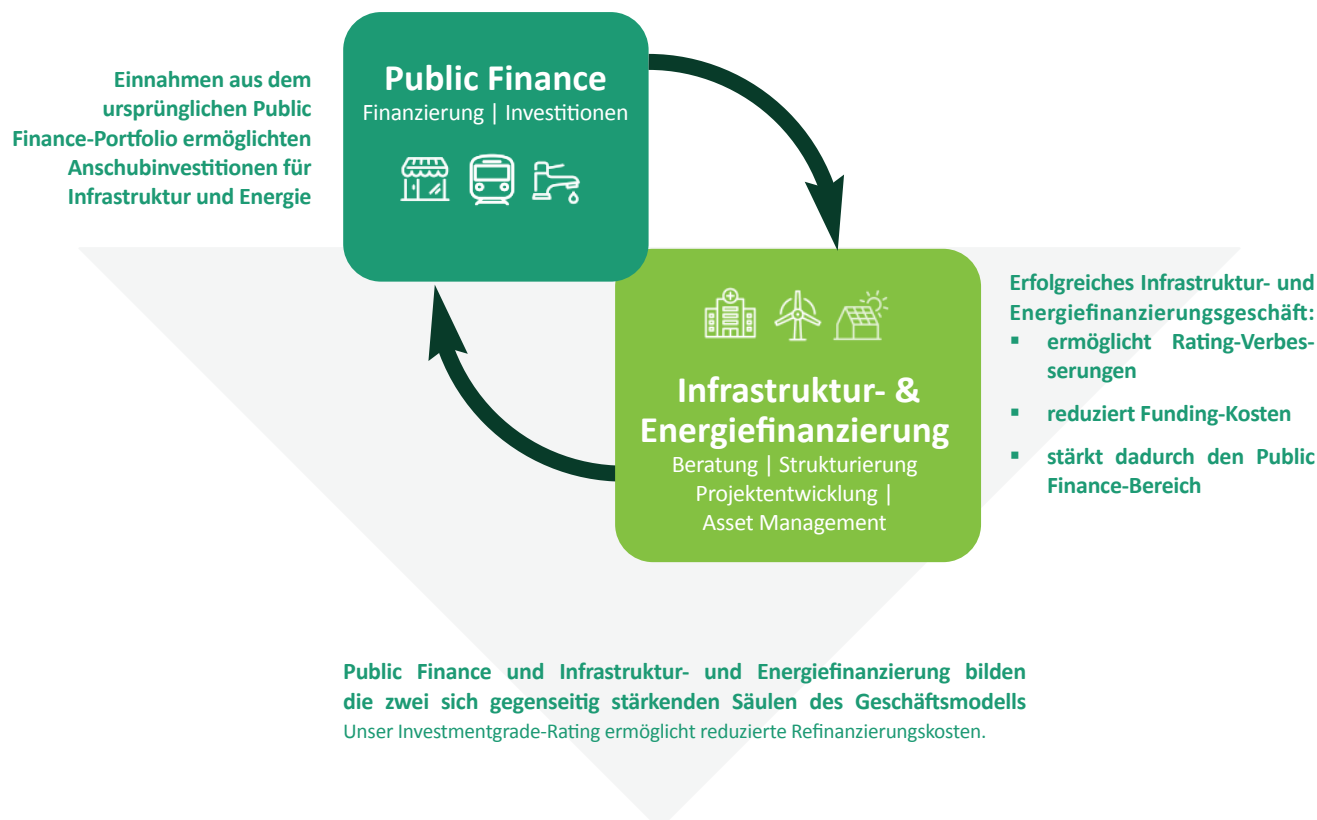 Einnahmen aus dem
ursprünglichen Public
Finance-Portfolio ermöglichten
Anschubinvestitionen für
Infrastruktur und Energie
Public Finance
Finanzierung | Investitionen
Infrastruktur- &
Energiefinanzierung
Beratung | Strukturierung
Projektentwicklung |
Asset Management
Erfolgreiches Infrastruktur- und
Energiefinanzierungsgeschäft:
▪ ermöglicht Rating-Verbes-
serungen
▪ reduziert Funding-Kosten
▪ stärkt dadurch den Public
Finance-Bereich
Public Finance und Infrastruktur- und Energiefinanzierung bilden
die zwei sich gegenseitig stärkenden Säulen des Geschäftsmodells
Unser Investmentgrade-Rating ermöglicht reduzierte Refinanzierungskosten.